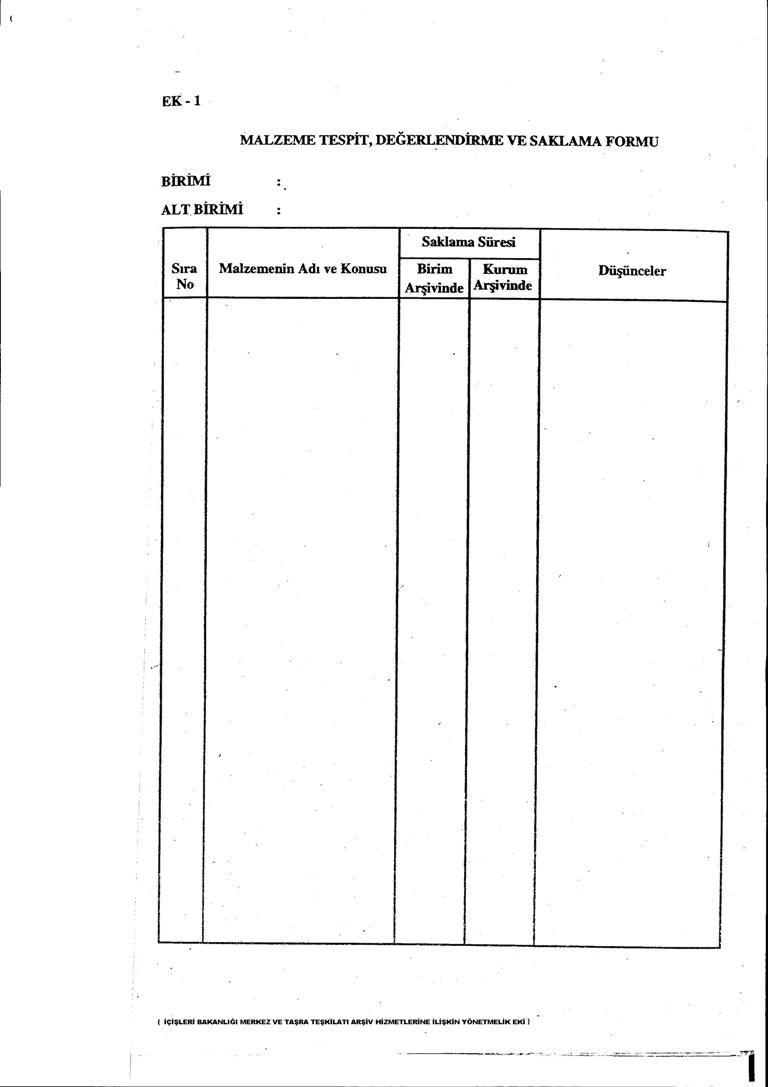 EK - 1
MALZEME TESPİT, DEĞERLENDİRME VE SAKLAMA FORMU
BİRİMİ :
ALT BİRİMİ :
Saklama Süresi
Sıra No
Malzemenin Adı ve Konusu
Birim Arşivinde
Kurum Arşivinde
Düşünceler
( İÇİŞLERİ BAKANLIĞI MERKEZ VE TAŞRA TEŞKİLATI ARŞİV HİZMETLERİNE İLİŞKİN YÖNETMELİK EKİ )